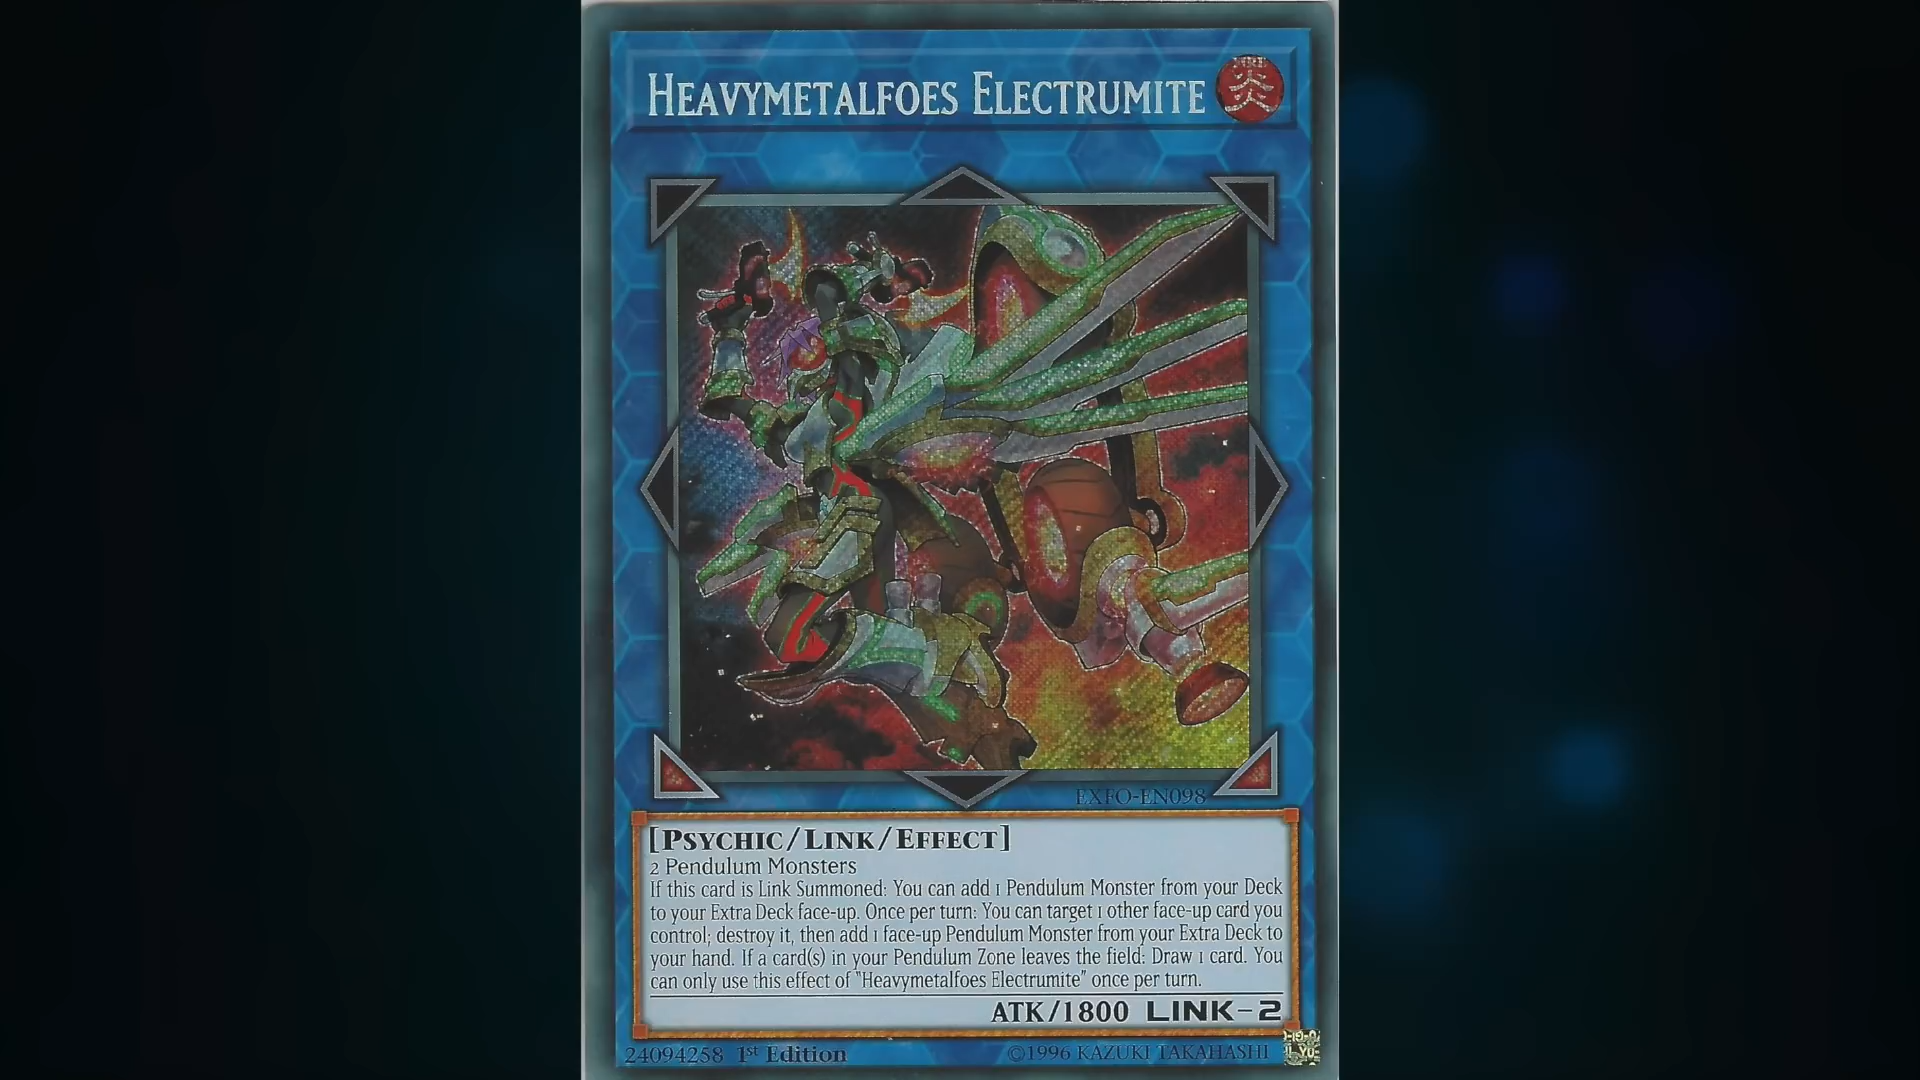 HEAVYMETALFOES ELECTRUMITE
FIRE
炎
EXFO-EN098
[PSYCHIC/LINK/EFFECT]
2 Pendulum Monsters
If this card is Link Summoned: You can add 1 Pendulum Monster from your Deck
to your Extra Deck face-up. Once per turn: You can target 1 other face-up card you
control; destroy it, then add 1 face-up Pendulum Monster from your Extra Deck to
your hand. If a card(s) in your Pendulum Zone leaves the field: Draw 1 card. You
can only use this effect of "Heavymetalfoes Electrumite" once per turn.
ATK/1800 LINK-2
24094258 1st Edition ©1996 KAZUKI TAKAHASHI